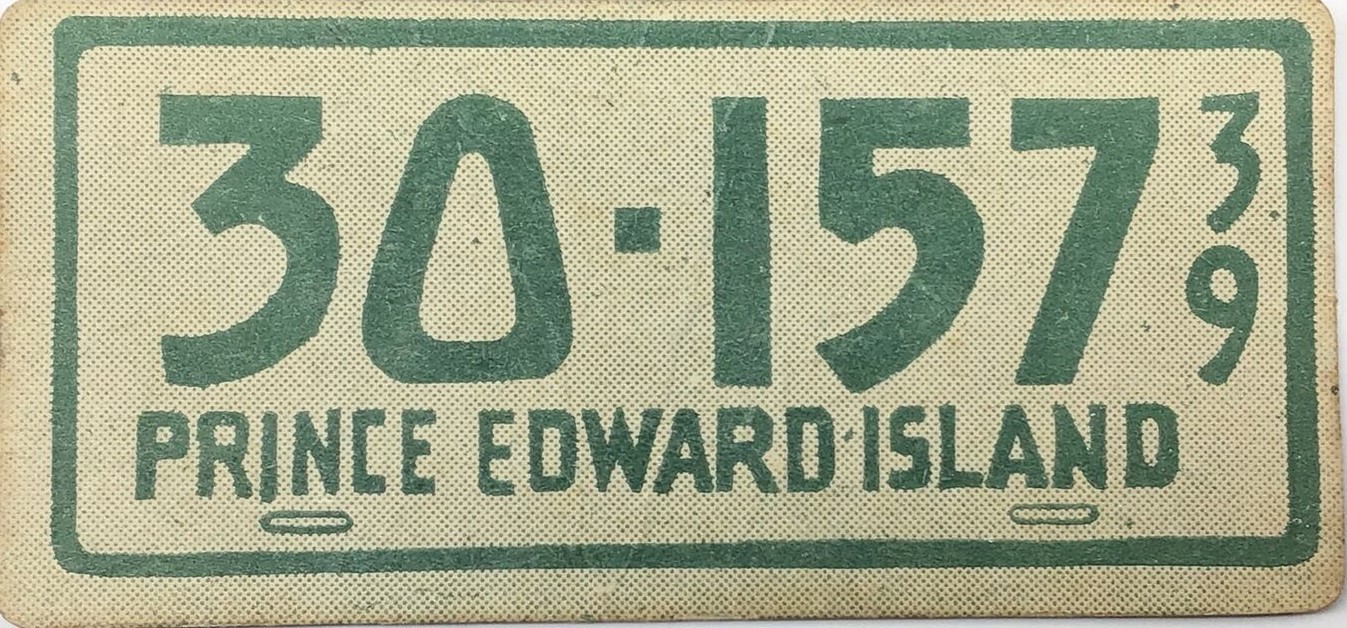 30·157 39
PRINCE EDWARD ISLAND